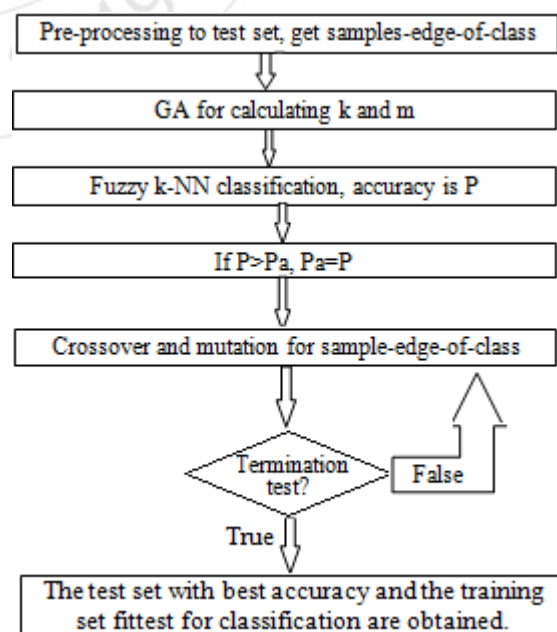 Pre-processing to test set, get samples-edge-of-class
GA for calculating k and m
Fuzzy k-NN classification, accuracy is P
If P>Pa, Pa=P
Crossover and mutation for sample-edge-of-class
Termination
test?
False
True
The test set with best accuracy and the training
set fittest for classification are obtained.